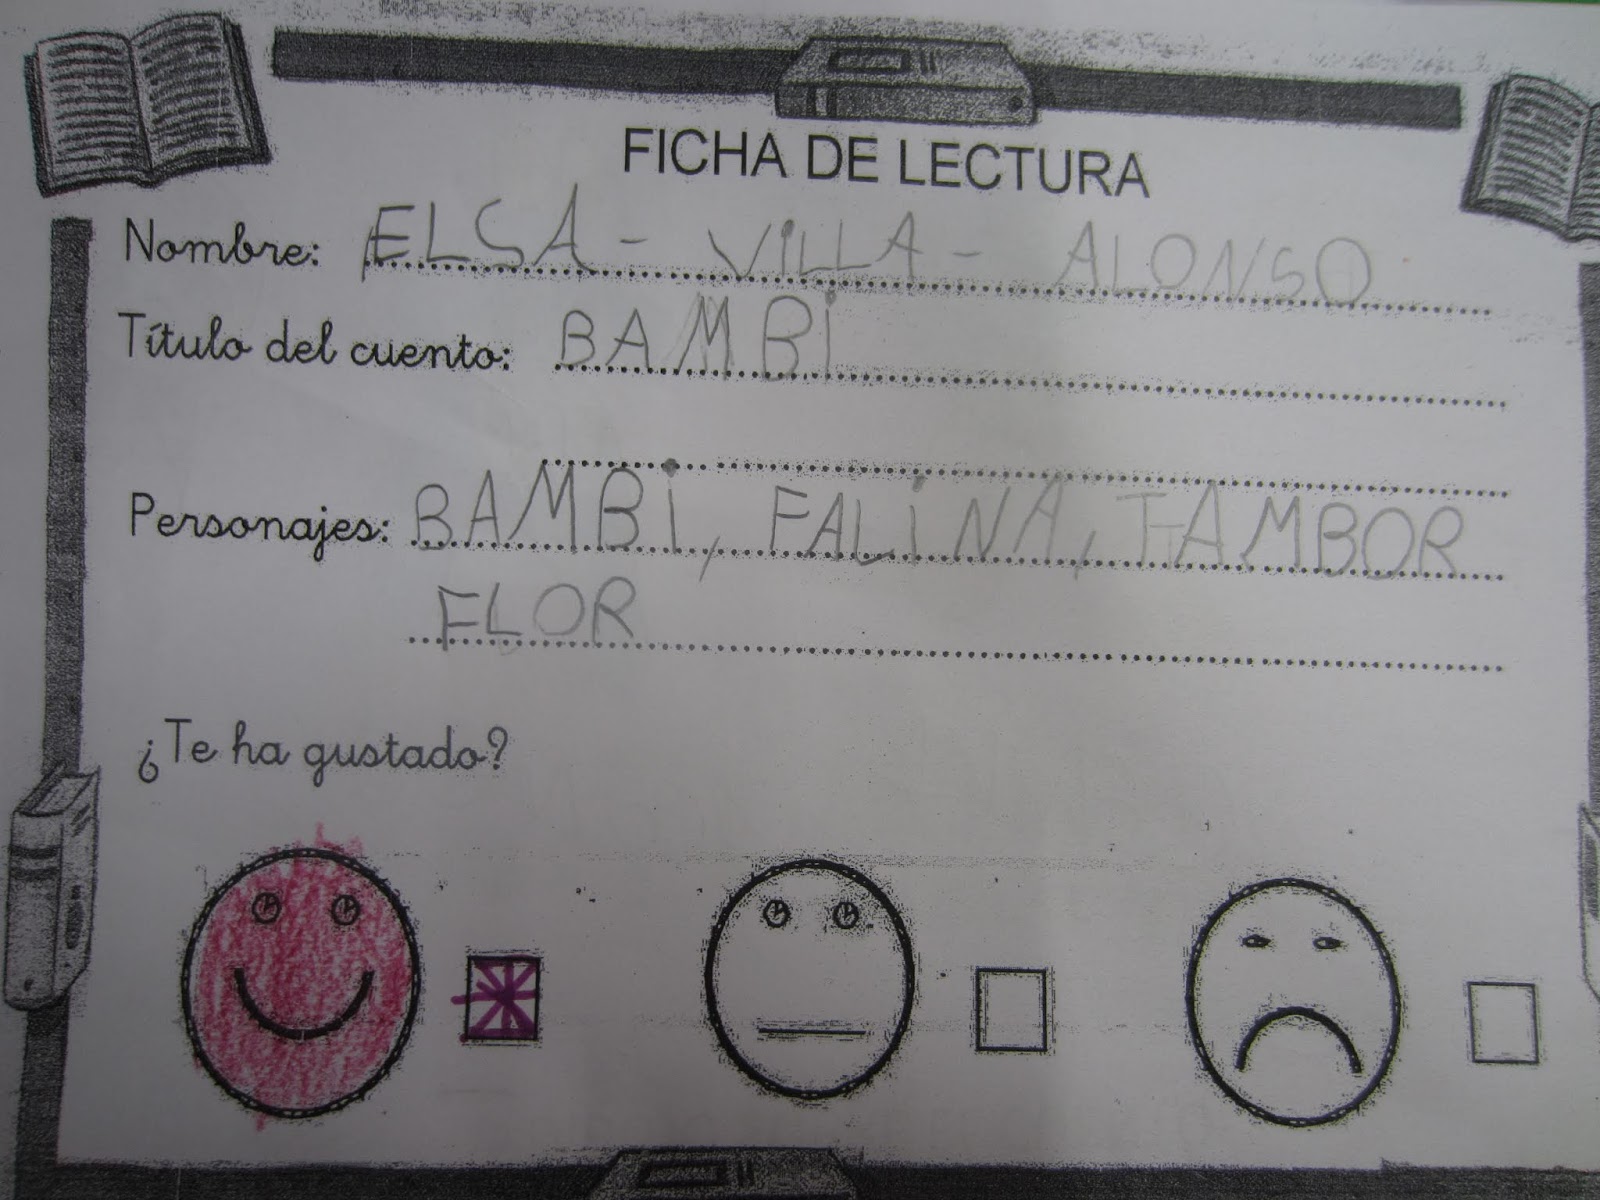 FICHA DE LECTURA
Nombre: ELSA - ViLLA - ALONSO
Título del cuento: BAMBi
Personajes: BAMBi, FALiNA, TAMBOR
FLOR
¿Te ha gustado?